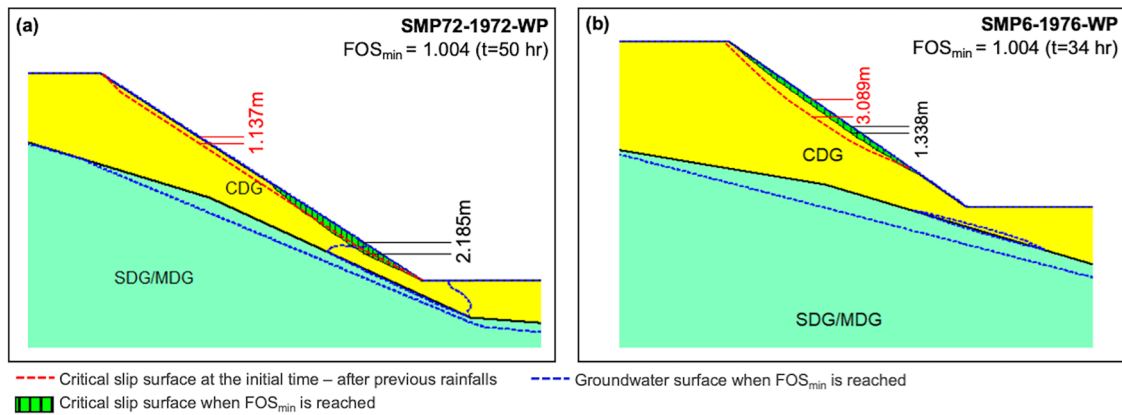 (a)
SMP72-1972-WP
FOSmin = 1.004 (t=50 hr)
1.137m
CDG
2.185m
SDG/MDG
(b)
SMP6-1976-WP
FOSmin = 1.004 (t=34 hr)
3.089m
1.338m
CDG
SDG/MDG
Critical slip surface at the initial time – after previous rainfalls
Groundwater surface when FOSmin is reached
Critical slip surface when FOSmin is reached